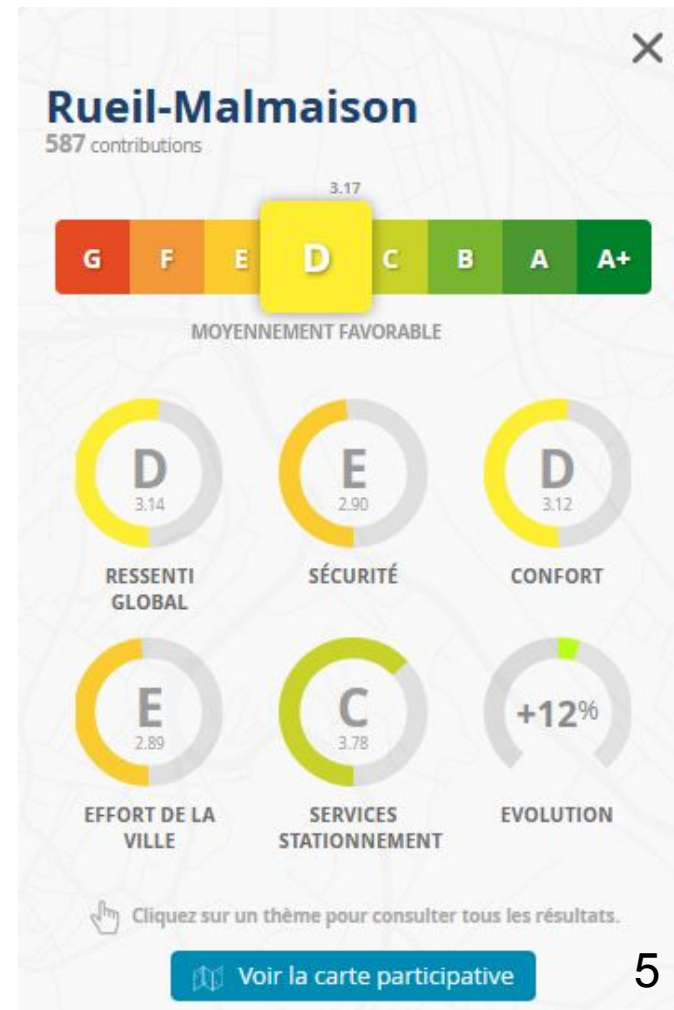 Rueil-Malmaison
587 contributions
3.17
G F E D C B A A+
MOYENNEMENT FAVORABLE
D
3.14
RESSENTI
GLOBAL
E
2.90
SÉCURITÉ
D
3.12
CONFORT
E
2.89
EFFORT DE LA
VILLE
C
3.78
SERVICES
STATIONNEMENT
+12%
EVOLUTION
Cliquez sur un thème pour consulter tous les résultats.
Voir la carte participative
5